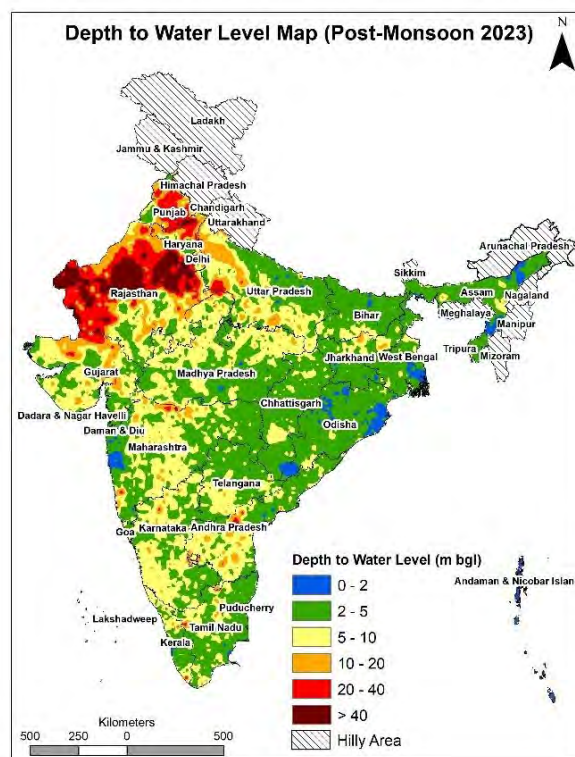 Depth to Water Level Map (Post-Monsoon 2023)
N
Ladakh
Jammu & Kashmir
Himachal Pradesh
Punjab
Chandigarh
Uttarakhand
Haryana
Delhi
Arunachal Pradesh
Rajasthan
Uttar Pradesh
Sikkim
Assam
Nagaland
Bihar
Meghalaya
Manipur
Jharkhand
West Bengal
Tripura
Mizoram
Gujarat
Madhya Pradesh
Chhattisgarh
Dadara & Nagar Havelli
Daman & Diu
Odisha
Maharashtra
Telangana
Goa
Karnataka
Andhra Pradesh
Depth to Water Level (m bgl)
0 - 2
2 - 5
5 - 10
10 - 20
20 - 40
> 40
Hilly Area
Andaman & Nicobar Islan
Puducherry
Lakshadweep
Tamil Nadu
Kerala
Kilometers
500 250 0 500